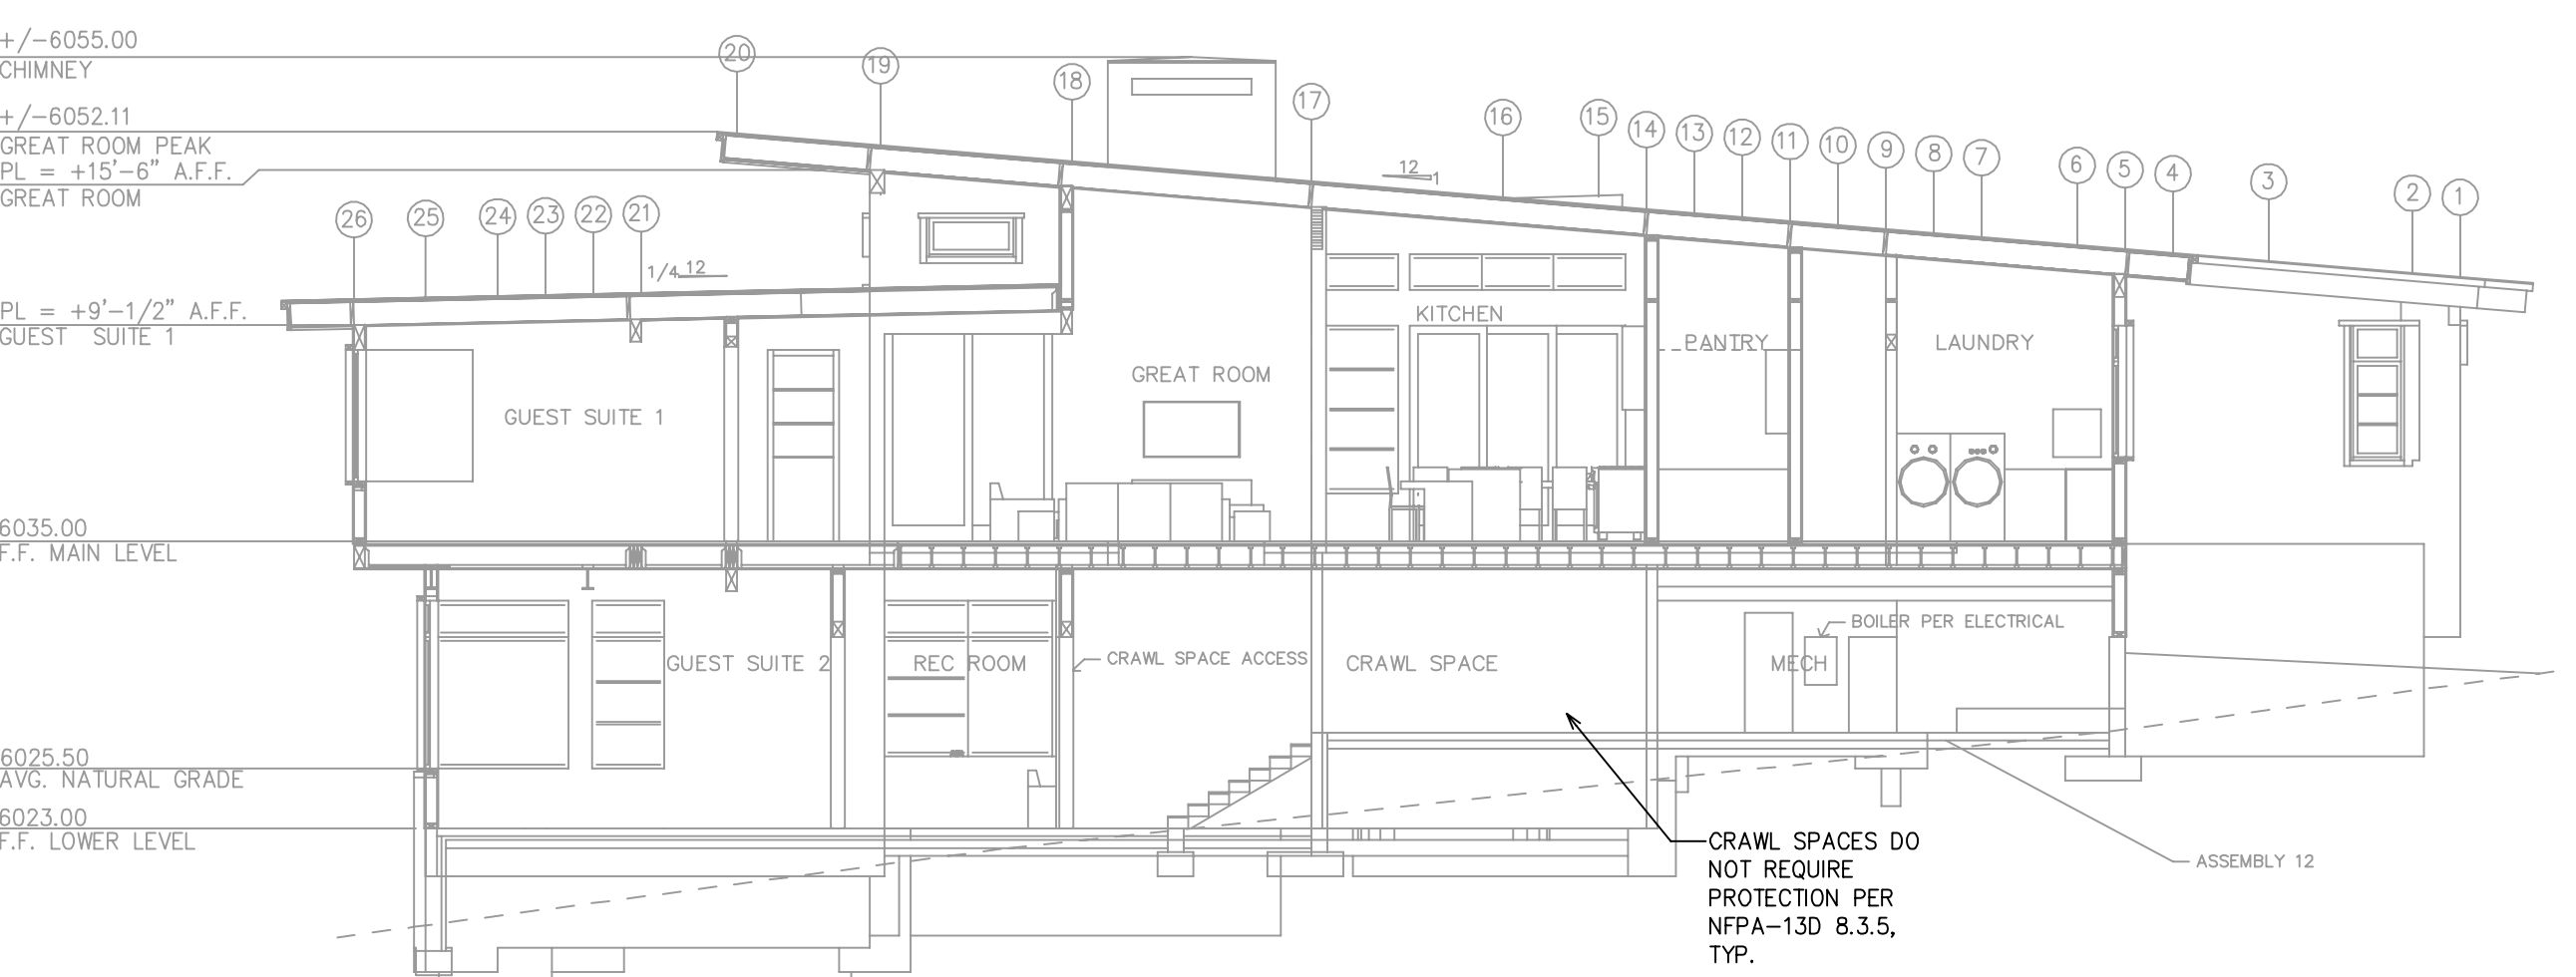 +/-6055.00
CHIMNEY
+/-6052.11
GREAT ROOM PEAK
PL = +15'-6" A.F.F.
GREAT ROOM
PL = +9'-1/2" A.F.F.
GUEST SUITE 1
6035.00
F.F. MAIN LEVEL
6025.50
AVG. NATURAL GRADE
6023.00
F.F. LOWER LEVEL
20
19
18
17
16
15
14
13
12
11
10
9
8
7
6
5
4
3
2
1
26
25
24
23
22
21
12
1
1/4
12
KITCHEN
PANTRY
LAUNDRY
GREAT ROOM
GUEST SUITE 1
BOILER PER ELECTRICAL
GUEST SUITE 2
REC ROOM
CRAWL SPACE ACCESS
CRAWL SPACE
MECH
CRAWL SPACES DO
NOT REQUIRE
PROTECTION PER
NFPA-13D 8.3.5,
TYP.
ASSEMBLY 12